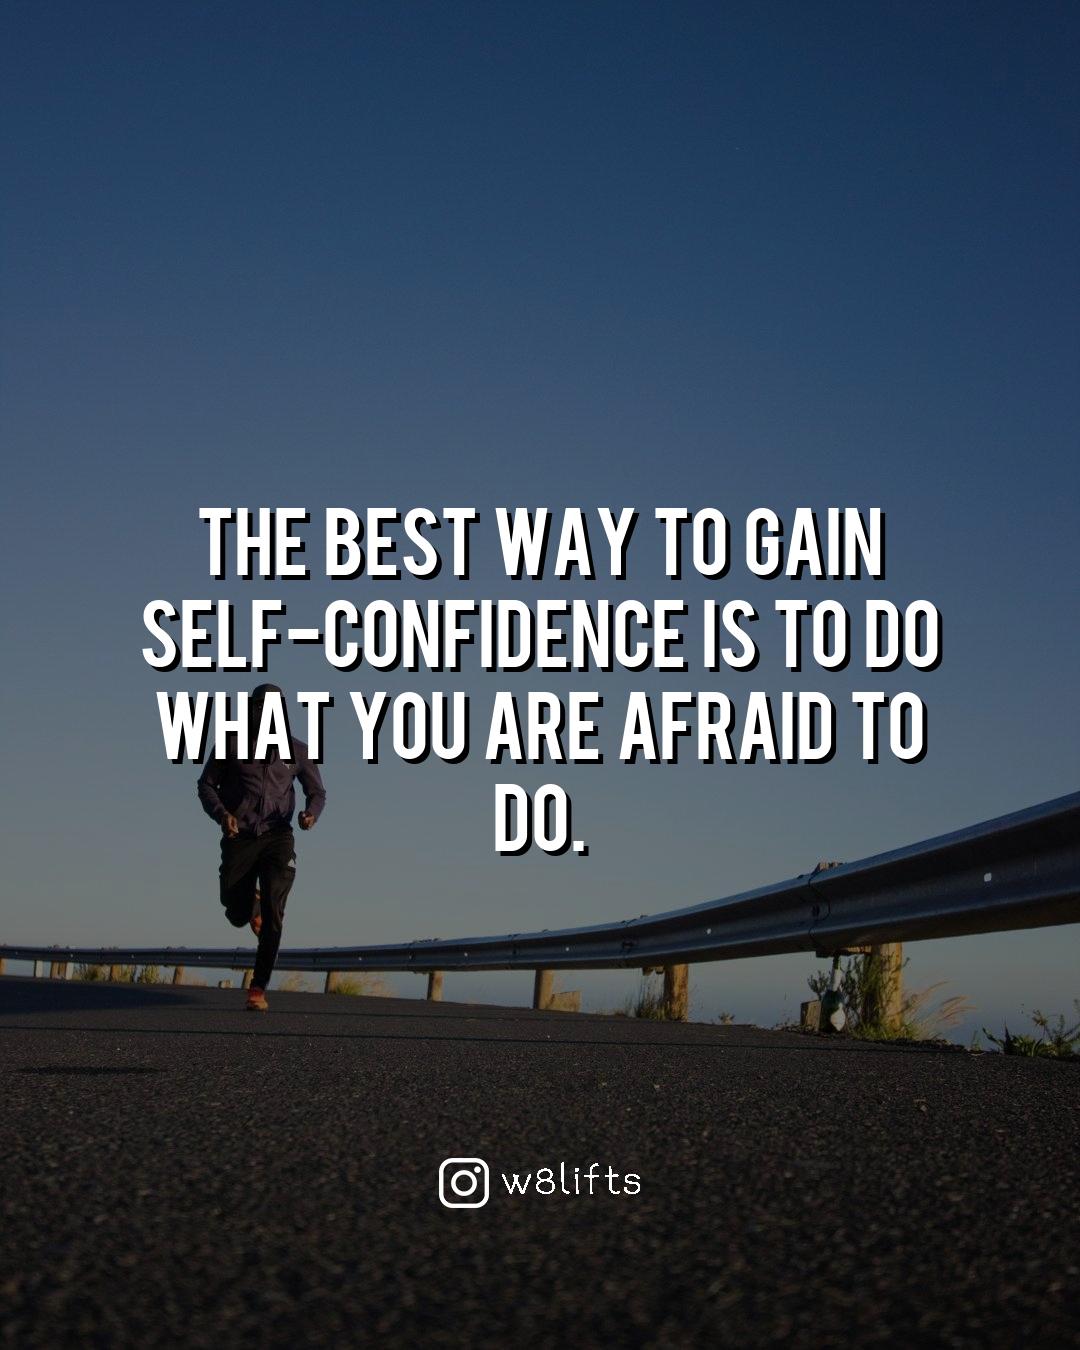 THE BEST WAY TO GAIN
SELF-CONFIDENCE IS TO DO
WHAT YOU ARE AFRAID TO
DO.
w8lifts